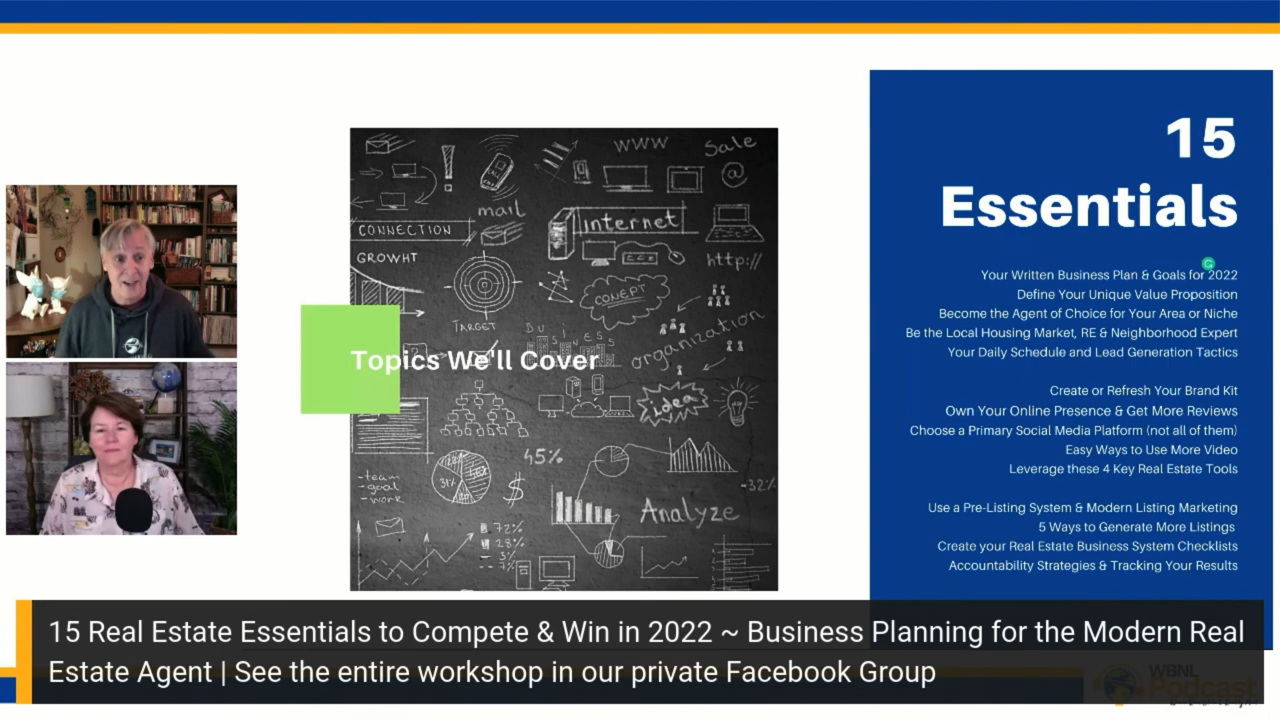 15
Essentials
Your Written Business Plan & Goals for 2022
Define Your Unique Value Proposition
Become the Agent of Choice for Your Area or Niche
Be the Local Housing Market, RE & Neighborhood Expert
Your Daily Schedule and Lead Generation Tactics
Create or Refresh Your Brand Kit
Own Your Online Presence & Get More Reviews
Choose a Primary Social Media Platform (not all of them)
Easy Ways to Use More Video
Leverage these 4 Key Real Estate Tools
Use a Pre-Listing System & Modern Listing Marketing
5 Ways to Generate More Listings
Create your Real Estate Business System Checklists
Accountability Strategies & Tracking Your Results
Topics We'll Cover
WWW
Sale
@
mail
Internet
CONNECTION
GROWHT
http://
CONEPT
TARGET
BUSiNESS
organization
idea
45%
31%
-team
-goal
-work
$
-32%
Analyze
72%
28%
5%
7%
15 Real Estate Essentials to Compete & Win in 2022 ~ Business Planning for the Modern Real
Estate Agent | See the entire workshop in our private Facebook Group
WBNL
Podcast